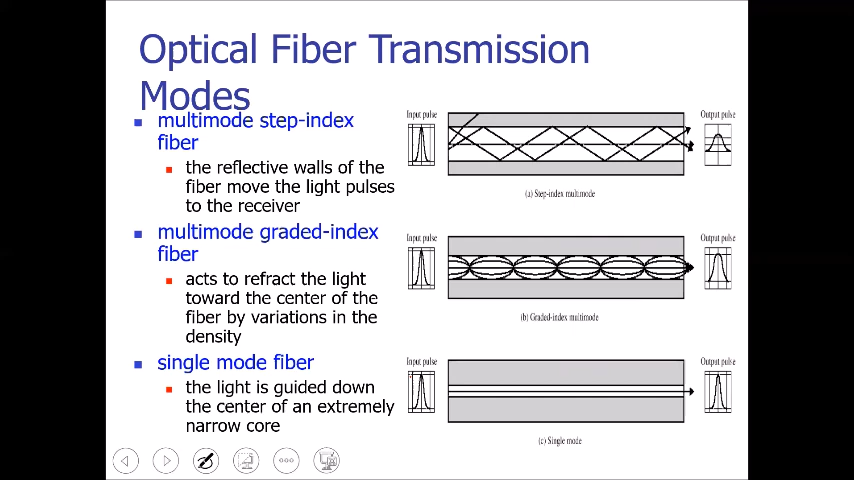 Optical Fiber Transmission
Modes
multimode step-index
fiber
the reflective walls of the
fiber move the light pulses
to the receiver
multimode graded-index
fiber
acts to refract the light
toward the center of the
fiber by variations in the
density
single mode fiber
the light is guided down
the center of an extremely
narrow core
Input pulse
Output pulse
(a) Step-index multimode
Input pulse
Output pulse
(b) Graded-index multimode
Input pulse
Output pulse
(c) Single mode